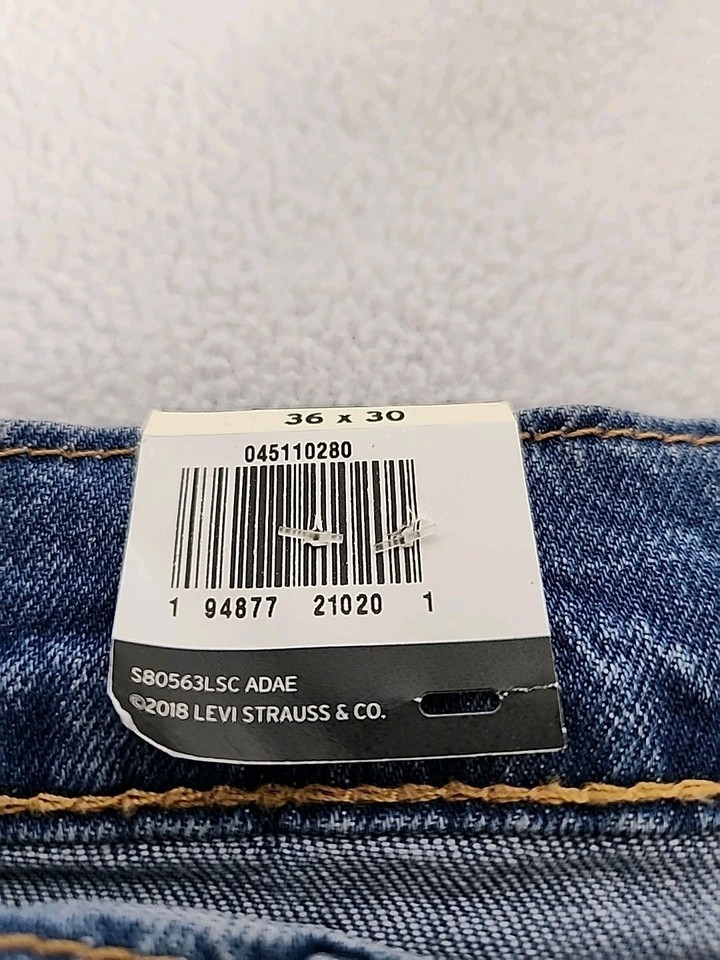 36 x 30
045110280
1 94877 21020 1
S80563LSC ADAE
©2018 LEVI STRAUSS & CO.